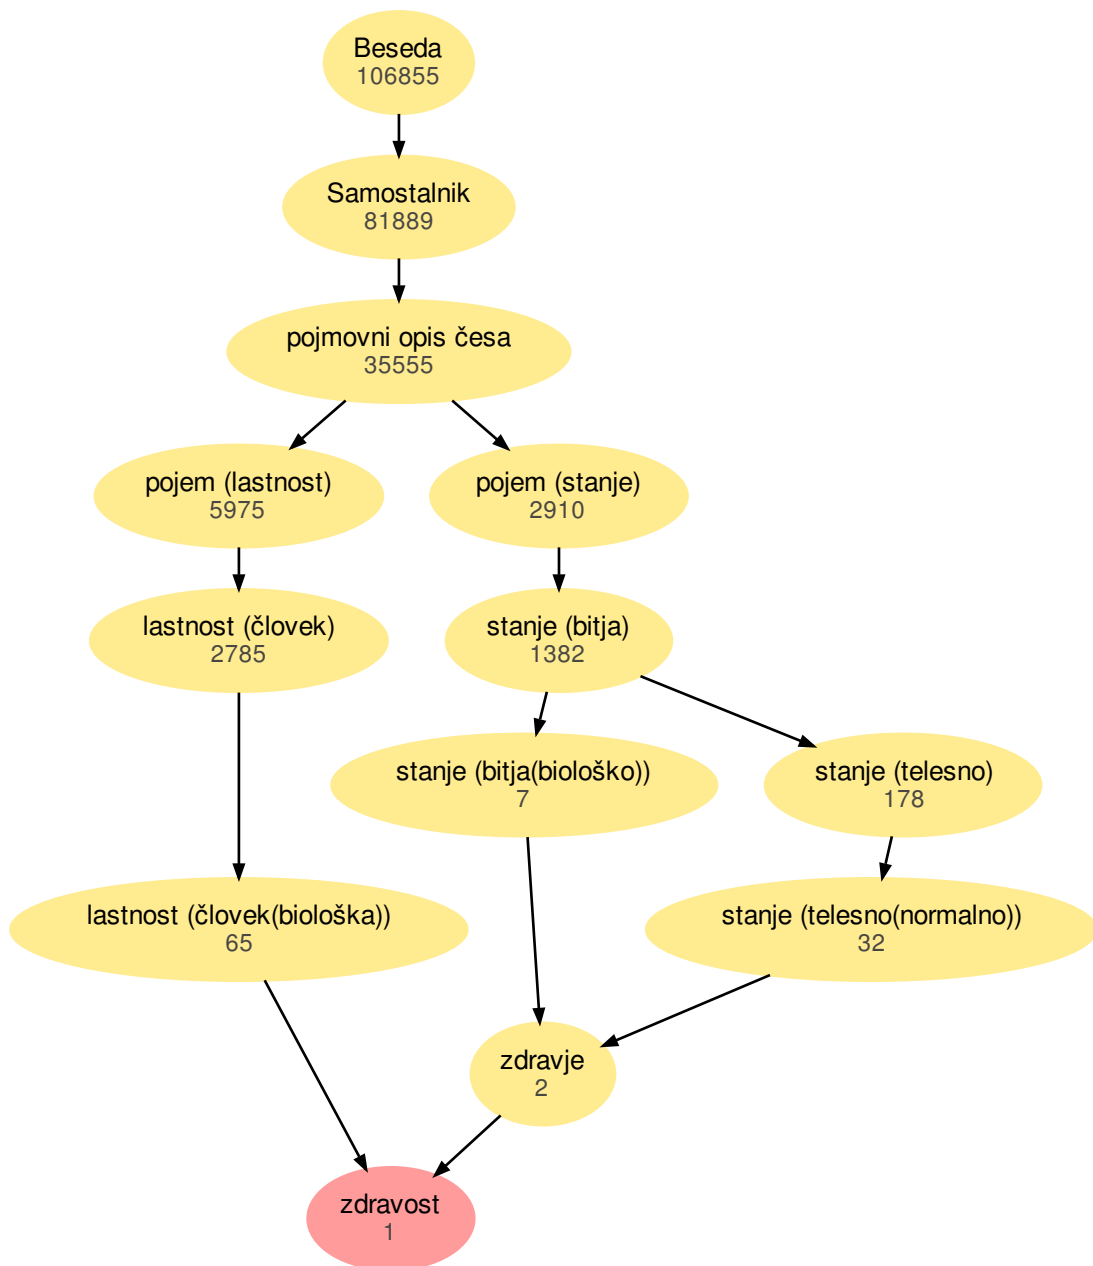 Beseda
106855
Samostalnik
81889
pojmovni opis česa
35555
pojem (lastnost)
5975
pojem (stanje)
2910
lastnost (človek)
2785
stanje (bitja)
1382
stanje (bitja(biološko))
7
stanje (telesno)
178
lastnost (človek(biološka))
65
stanje (telesno(normalno))
32
zdravje
2
zdravost
1